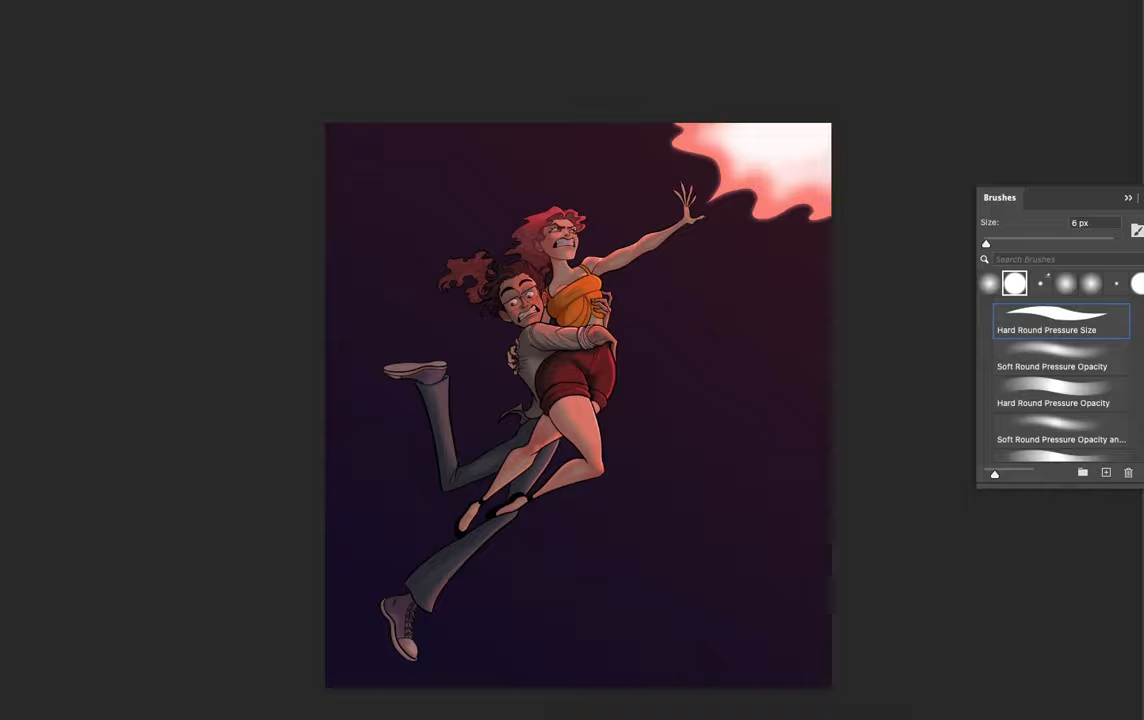 Brushes
Size:
6 px
Search Brushes
Hard Round Pressure Size
Soft Round Pressure Opacity
Hard Round Pressure Opacity
Soft Round Pressure Opacity an...